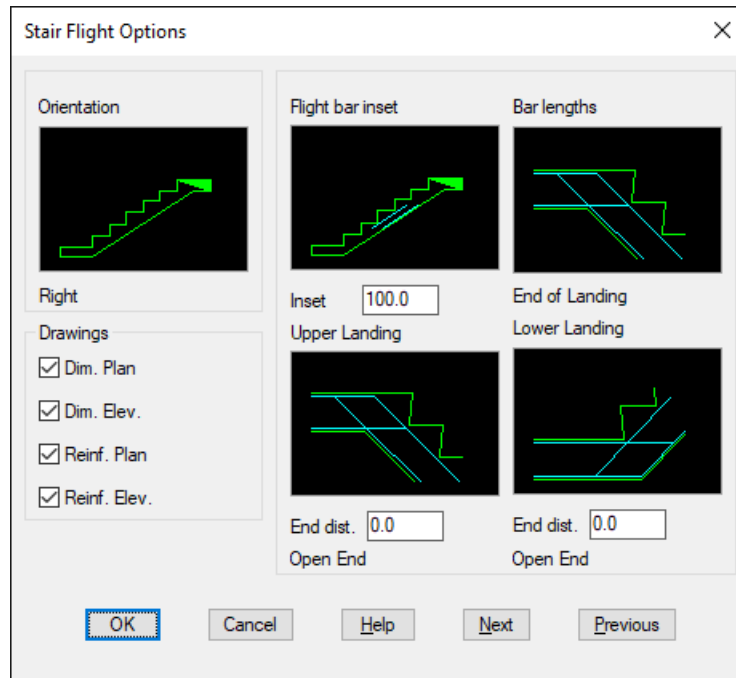 Stair Flight Options
Orientation
Right
Drawings
Dim. Plan
Dim. Elev.
Reinf. Plan
Reinf. Elev.
Flight bar inset
Inset 100.0
Bar lengths
End of Landing
Upper Landing
End dist. 0.0
Open End
Lower Landing
End dist. 0.0
Open End
OK Cancel Help Next Previous